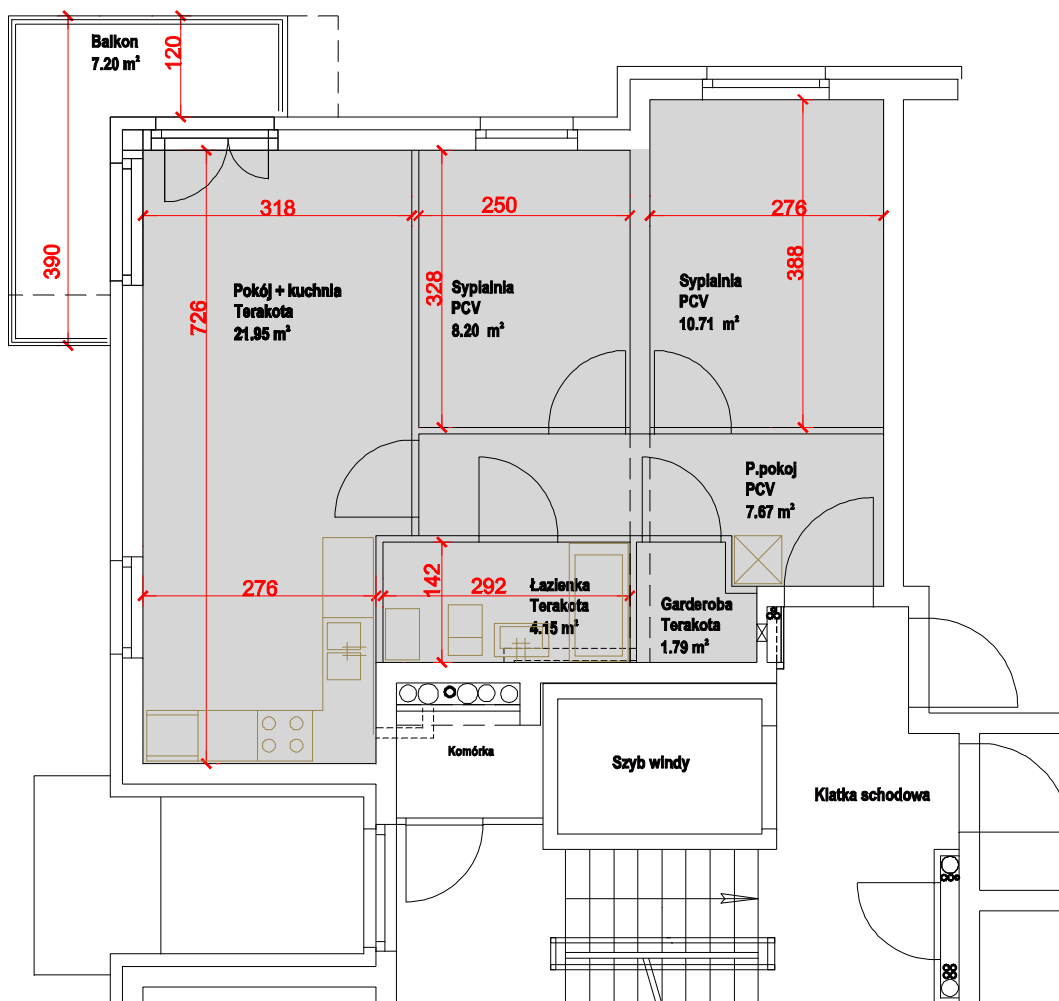 Balkon
7.20 m²
120
390
318
250
276
726
328
388
Pokój + kuchnia
Terakota
21.95 m²
Sypialnia
PCV
8.20 m²
Sypialnia
PCV
10.71 m²
P.pokoj
PCV
7.67 m²
276
142
292
Łazienka
Terakota
4.15 m²
Garderoba
Terakota
1.79 m²
Komórka
Szyb windy
Klatka schodowa